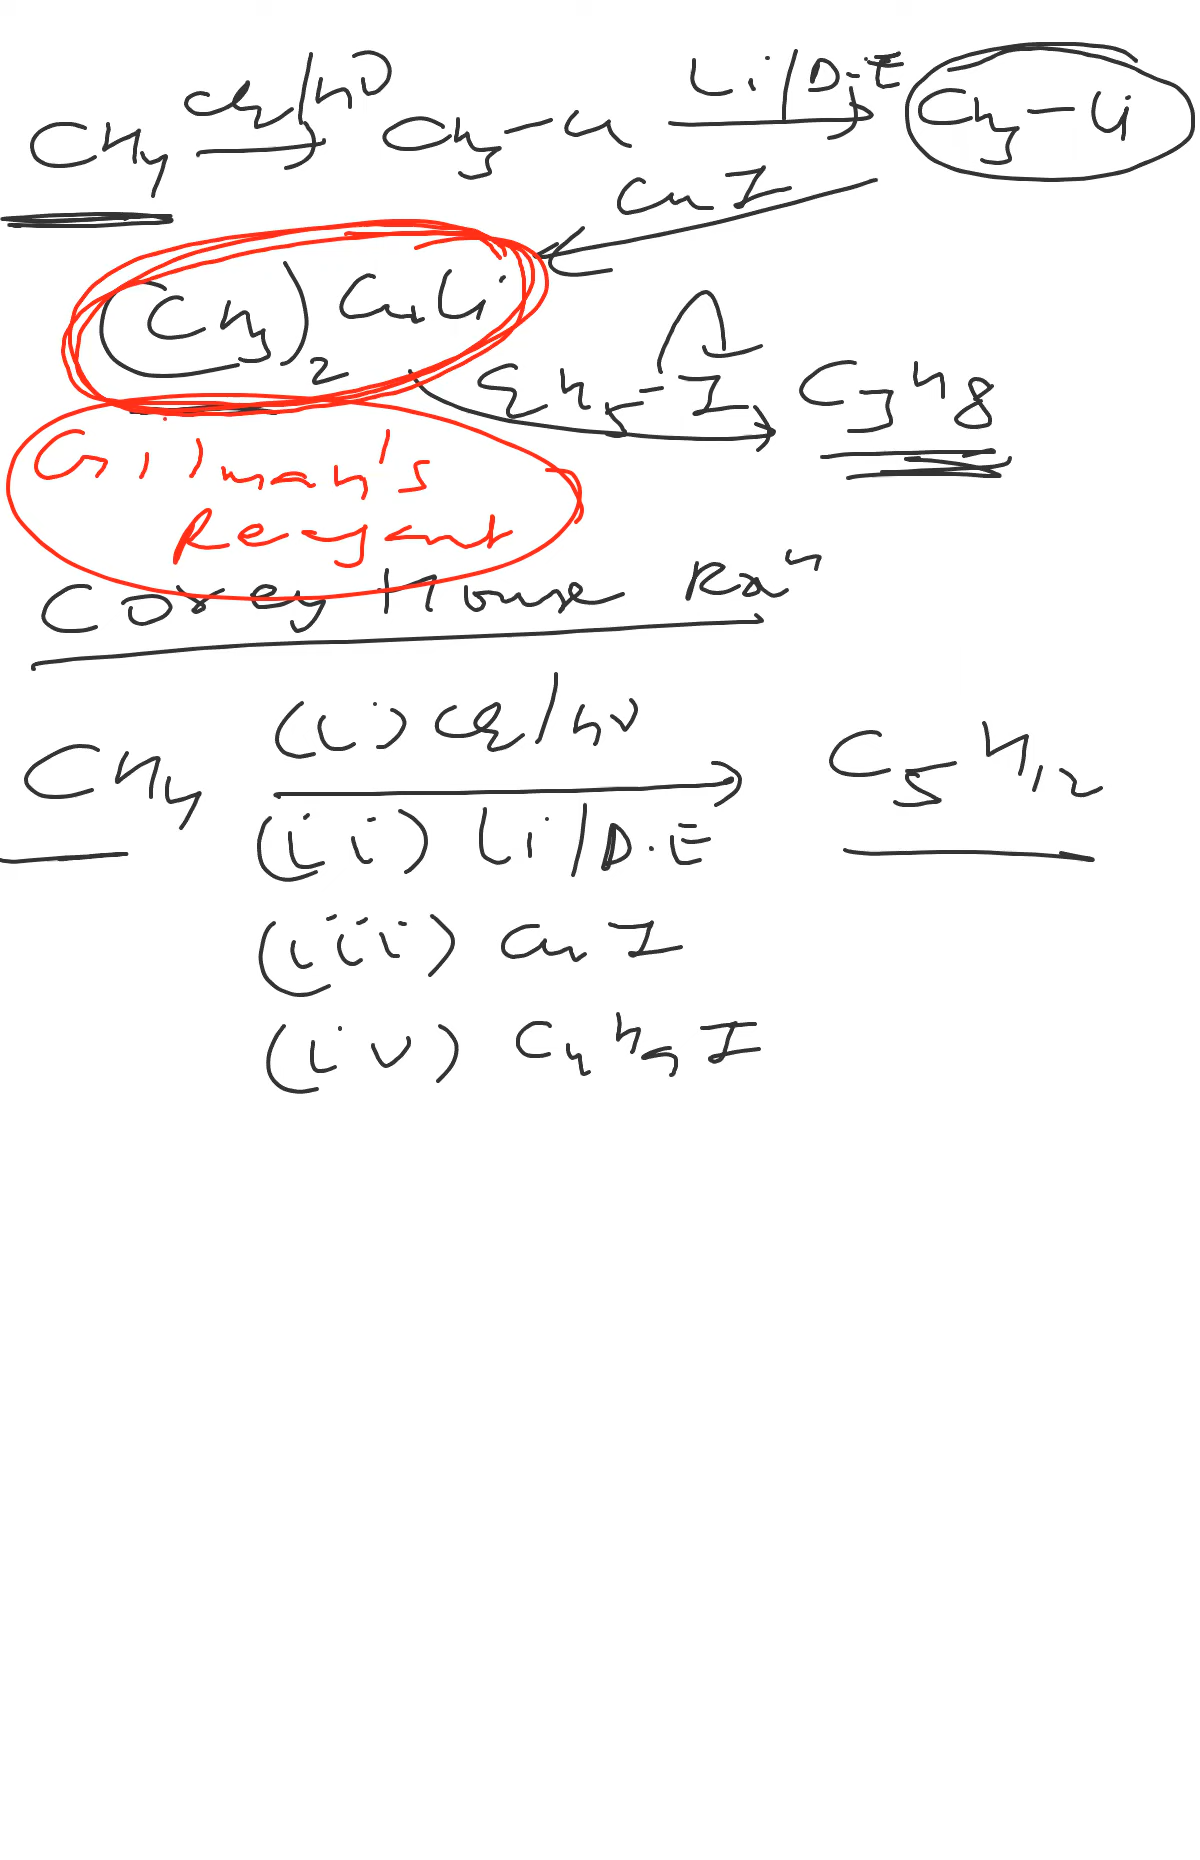 CH4 Cl2/hν CH3-Cl Li/D.E CH3-Li
CuI
(CH3)2CuLi C2H5-I C3H8
Gilman's
Reagent
Corey House Rxn
CH4 (i) Cl2/hν C5H12
(ii) Li/D.E
(iii) CuI
(iv) C4H9I